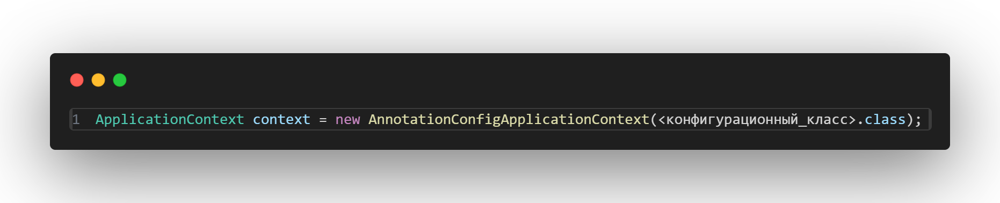 1 ApplicationContext context = new AnnotationConfigApplicationContext(<конфигурационный_класс>.class);